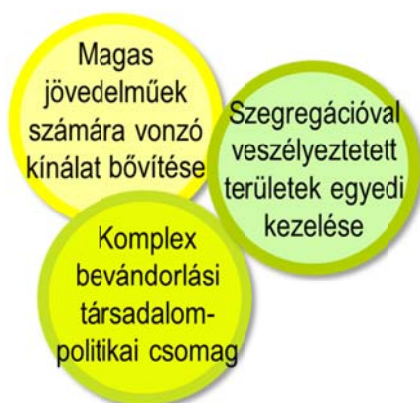 Magas
jövedelműek
számára vonzó
kínálat bővítése
Szegregációval
veszélyeztetett
területek egyedi
kezelése
Komplex
bevándorlási
társadalom-
politikai csomag